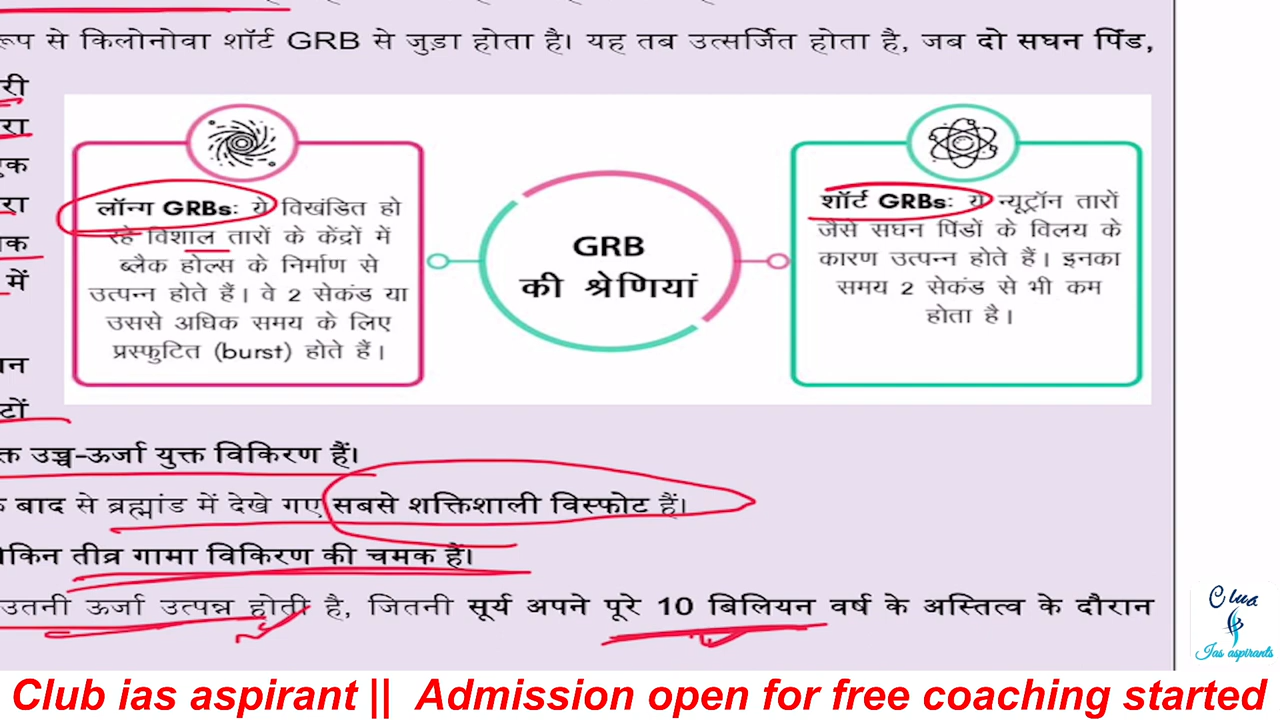 रूप से किलोनोवा शॉर्ट GRB से जुड़ा होता है। यह तब उत्सर्जित होता है, जब दो सघन पिंड,
री
रा
एक
रा
क
में
न
टों
लॉन्ग GRBs: ये विखंडित हो
रहे विशाल तारों के केंद्रों में
ब्लैक होल्स के निर्माण से
उत्पन्न होते हैं। वे 2 सेकंड या
उससे अधिक समय के लिए
प्रस्फुटित (burst) होते हैं।
GRB
की श्रेणियां
शॉर्ट GRBs: ये न्यूट्रॉन तारों
जैसे सघन पिंडों के विलय के
कारण उत्पन्न होते हैं। इनका
समय 2 सेकंड से भी कम
होता है।
क्त उच्च-ऊर्जा युक्त विकिरण हैं।
के बाद से ब्रह्मांड में देखे गए सबसे शक्तिशाली विस्फोट हैं।
लेकिन तीव्र गामा विकिरण की चमक हैं।
उतनी ऊर्जा उत्पन्न होती है, जितनी सूर्य अपने पूरे 10 बिलियन वर्ष के अस्तित्व के दौरान
Club
Ias aspirants
Club ias aspirant || Admission open for free coaching started